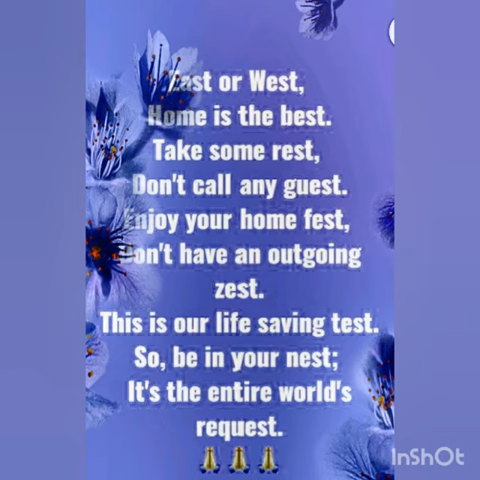 East or West,
Home is the best.
Take some rest,
Don't call any guest.
Enjoy your home fest,
Don't have an outgoing
zest.
This is our life saving test.
So, be in your nest;
It's the entire world's
request.
🙏🙏🙏
InShOt